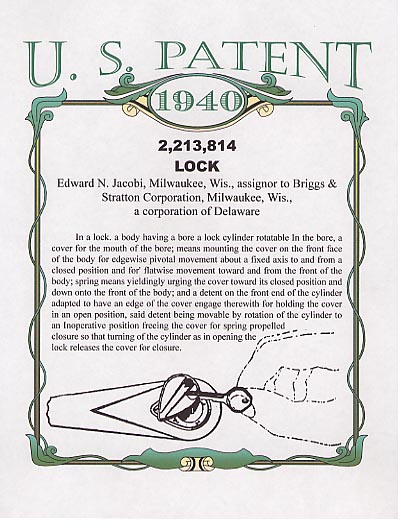 U. S. PATENT
1940
2,213,814
LOCK
Edward N. Jacobi, Milwaukee, Wis., assignor to Briggs &
Stratton Corporation, Milwaukee, Wis.,
a corporation of Delaware
In a lock. a body having a bore a lock cylinder rotatable In the bore, a
cover for the mouth of the bore; means mounting the cover on the front face
of the body for edgewise pivotal movement about a fixed axis to and from a
closed position and for' flatwise movement toward and from the front of the
body; spring means yieldingly urging the cover toward its closed position and
down onto the front of the body; and a detent on the front end of the cylinder
adapted to have an edge of the cover engage therewith for holding the cover
in an open position, said detent being movable by rotation of the cylinder to
an Inoperative position freeing the cover for spring propelled
closure so that turning of the cylinder as in opening the
lock releases the cover for closure.